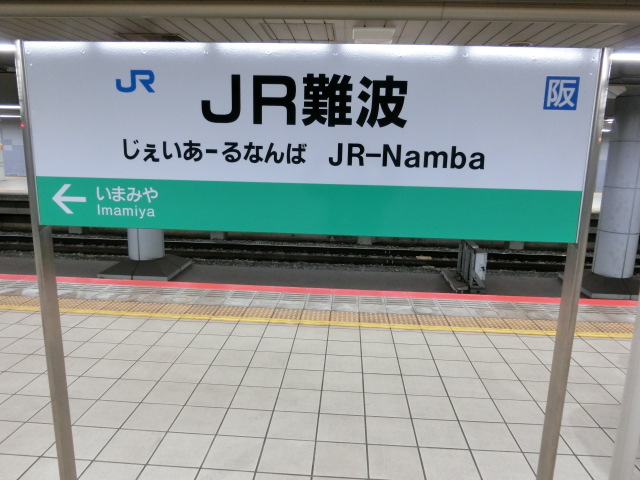 JR
JR難波
阪
じぇいあーるなんば JR-Namba
← いまみや
Imamiya